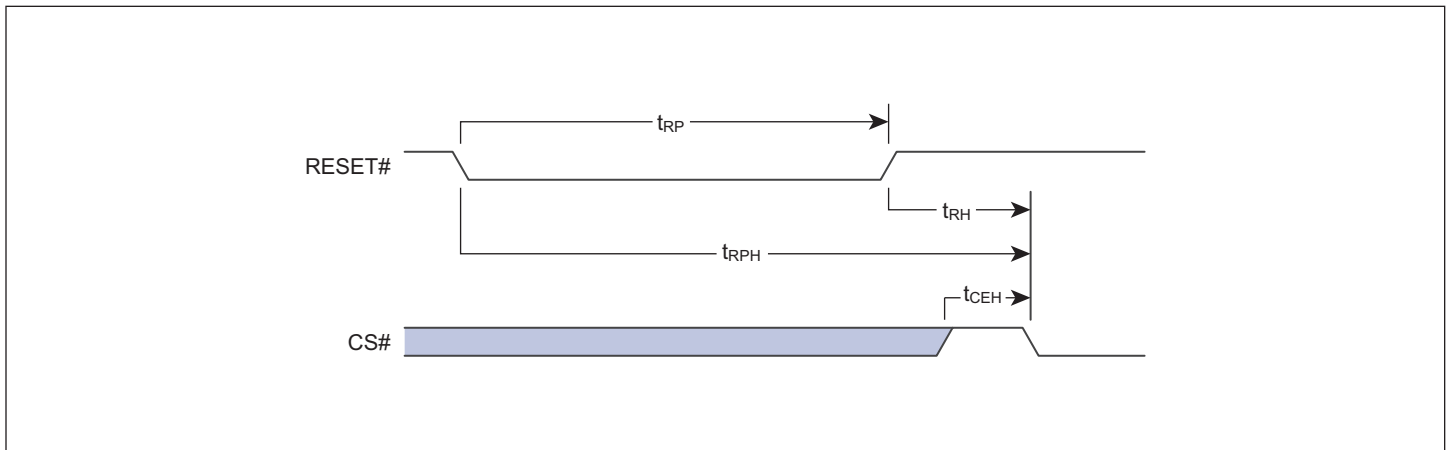 tRP
RESET#
tRH
tRPH
tCEH
CS#